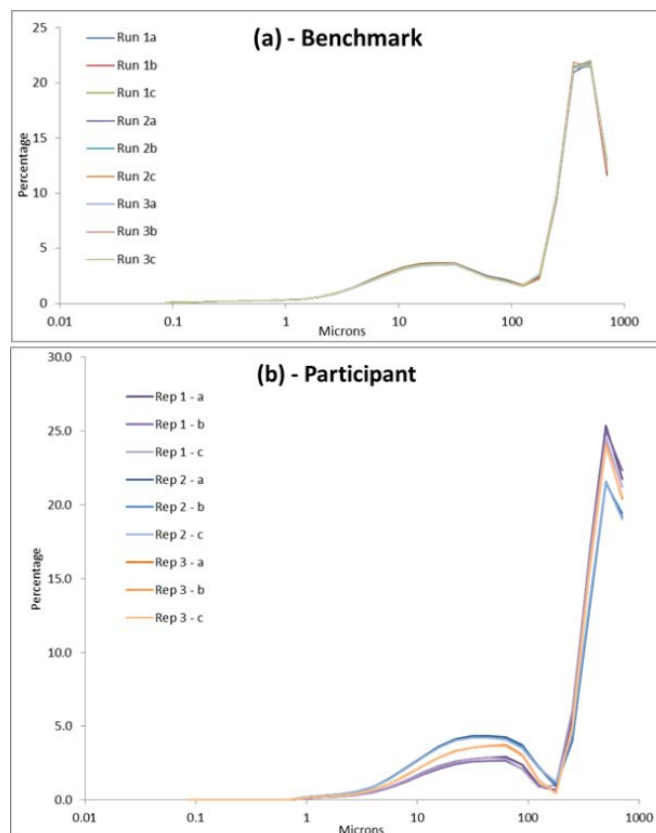 (a) - Benchmark
25
20
15
10
5
0
Percentage
Run 1a
Run 1b
Run 1c
Run 2a
Run 2b
Run 2c
Run 3a
Run 3b
Run 3c
0.01 0.1 1 10 100 1000
Microns
(b) - Participant
30.0
25.0
20.0
15.0
10.0
5.0
0.0
Percentage
Rep 1 - a
Rep 1 - b
Rep 1 - c
Rep 2 - a
Rep 2 - b
Rep 2 - c
Rep 3 - a
Rep 3 - b
Rep 3 - c
0.01 0.1 1 10 100 1000
Microns